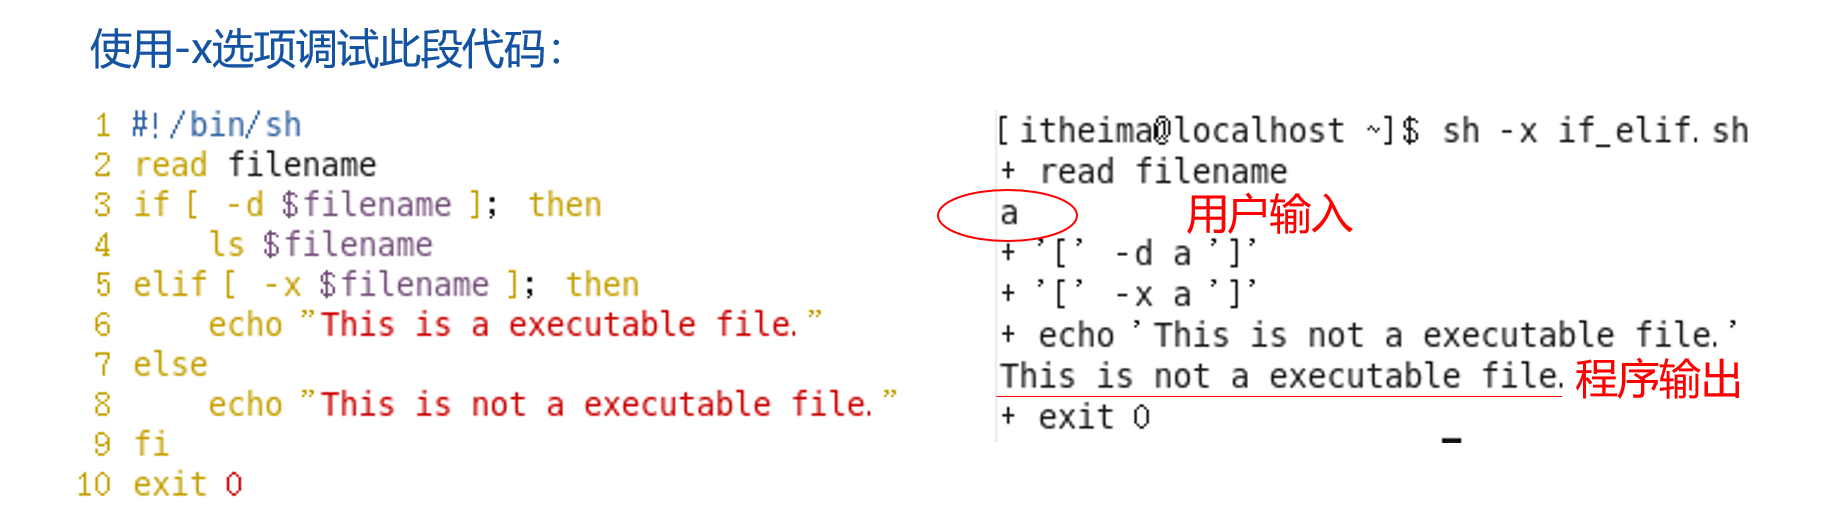 使用-x选项调试此段代码：
1 #!/bin/sh
2 read filename
3 if [ -d $filename ]; then
4     ls $filename
5 elif [ -x $filename ]; then
6     echo "This is a executable file."
7 else
8     echo "This is not a executable file."
9 fi
10 exit 0
[itheima@localhost ~]$ sh -x if_elif.sh
+ read filename
a 用户输入
+ '[' -d a ']'
+ '[' -x a ']'
+ echo 'This is not a executable file.'
This is not a executable file. 程序输出
+ exit 0